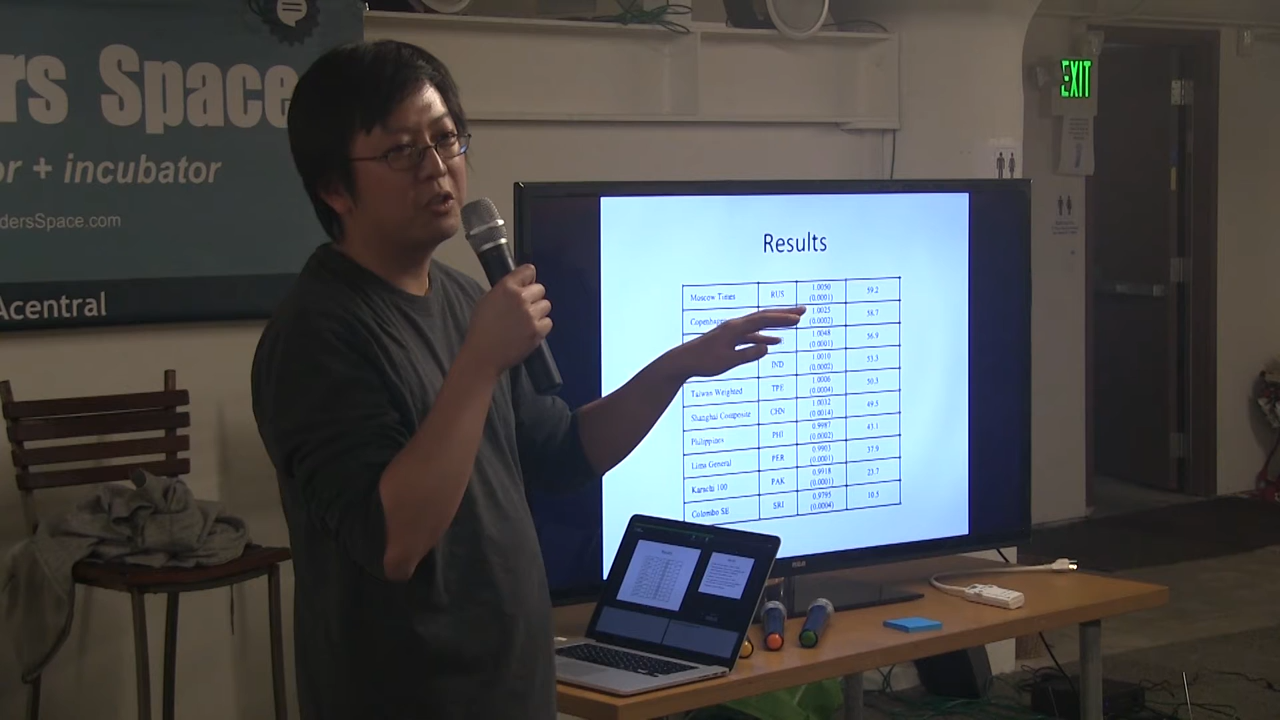 rs Space
or + incubator
dersSpace.com
Acentral
EXIT
Results
Moscow Times RUS 1.0050 (0.0001) 59.2
Copenhagen 1.0025 (0.0002) 58.7
1.0048 (0.0001) 56.9
IND 1.0010 (0.0002) 53.3
Taiwan Weighted TPE 1.0006 (0.0004) 50.3
Shanghai Composite CHN 1.0032 (0.0014) 49.5
Philippines PHI 0.9987 (0.0002) 43.1
Lima General PER 0.9903 (0.0001) 37.9
Karachi 100 PAK 0.9918 (0.0001) 23.7
Colombo SE SRI 0.9795 (0.0004) 10.5
RCA